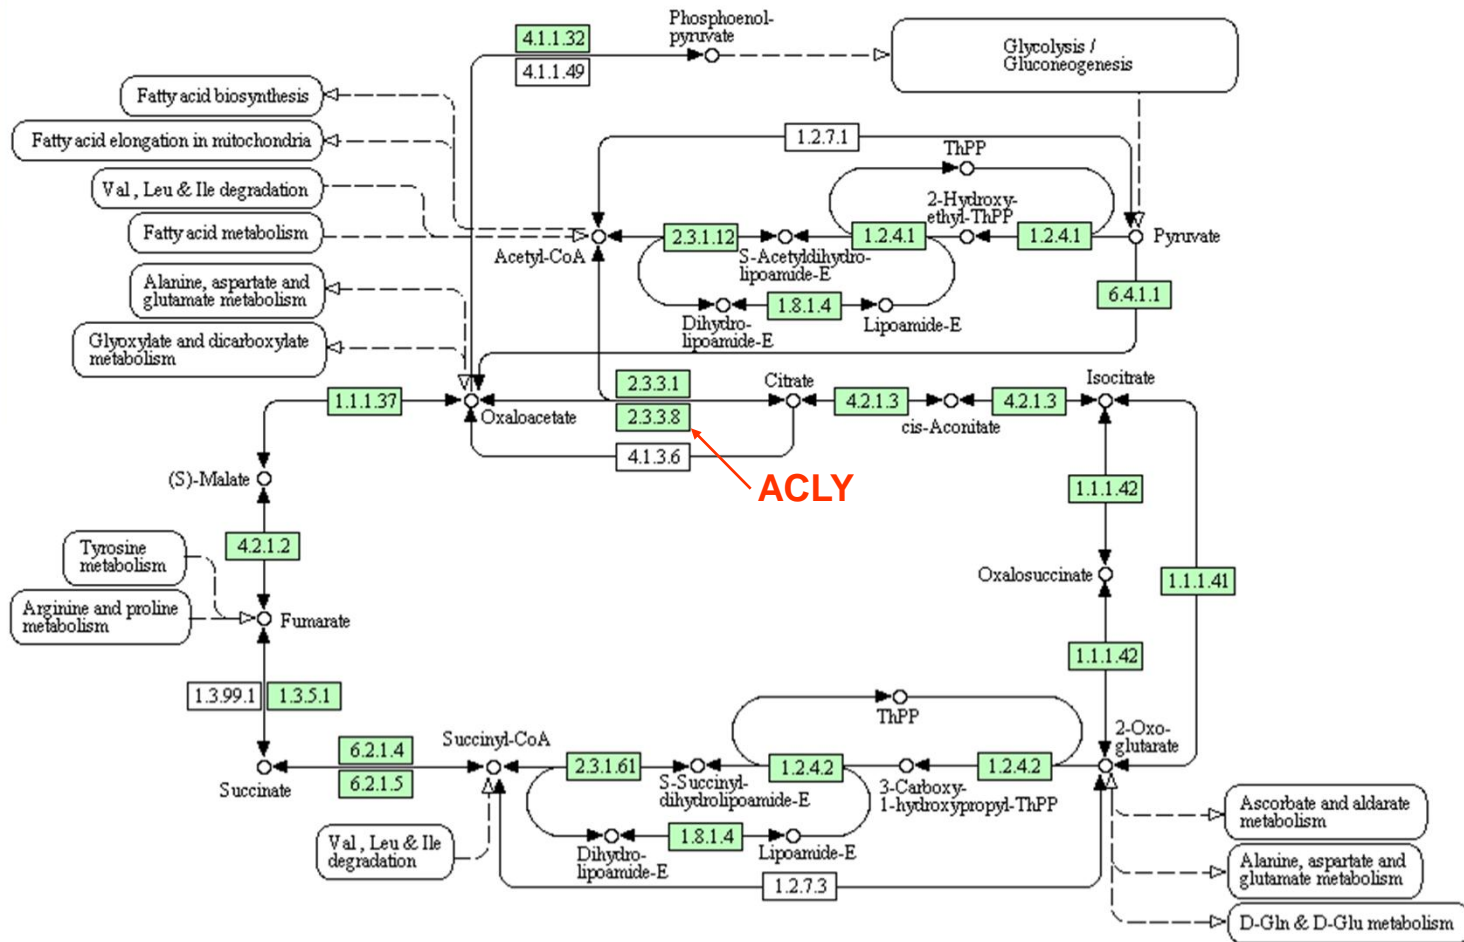 Phosphoenol-
pyruvate
4.1.1.32
4.1.1.49
Glycolysis /
Gluconeogenesis
Fatty acid biosynthesis
Fatty acid elongation in mitochondria
Val , Leu & Ile degradation
Fatty acid metabolism
1.2.7.1
ThPP
2-Hydroxy-
ethyl-ThPP
Acetyl-CoA
2.3.1.12
S-Acetyldihydro-
lipoamide-E
1.2.4.1
1.2.4.1
Pyruvate
Alanine, aspartate and
glutamate metabolism
Dihydro-
lipoamide-E
1.8.1.4
Lipoamide-E
6.4.1.1
Glyoxylate and dicarboxylate
metabolism
1.1.1.37
Oxaloacetate
2.3.3.1
2.3.3.8
4.1.3.6
Citrate
4.2.1.3
cis-Aconitate
4.2.1.3
Isocitrate
ACLY
(S)-Malate
1.1.1.42
4.2.1.2
Tyrosine
metabolism
Oxalosuccinate
1.1.1.41
Arginine and proline
metabolism
Fumarate
1.1.1.42
1.3.99.1
1.3.5.1
ThPP
2-Oxo-
glutarate
Succinate
6.2.1.4
6.2.1.5
Succinyl-CoA
2.3.1.61
S-Succinyl-
dihydrolipoamide-E
1.2.4.2
3-Carboxy-
1-hydroxypropyl-ThPP
1.2.4.2
Val , Leu & Ile
degradation
Dihydro-
lipoamide-E
1.8.1.4
Lipoamide-E
1.2.7.3
Ascorbate and aldarate
metabolism
Alanine, aspartate and
glutamate metabolism
D-Gln & D-Glu metabolism